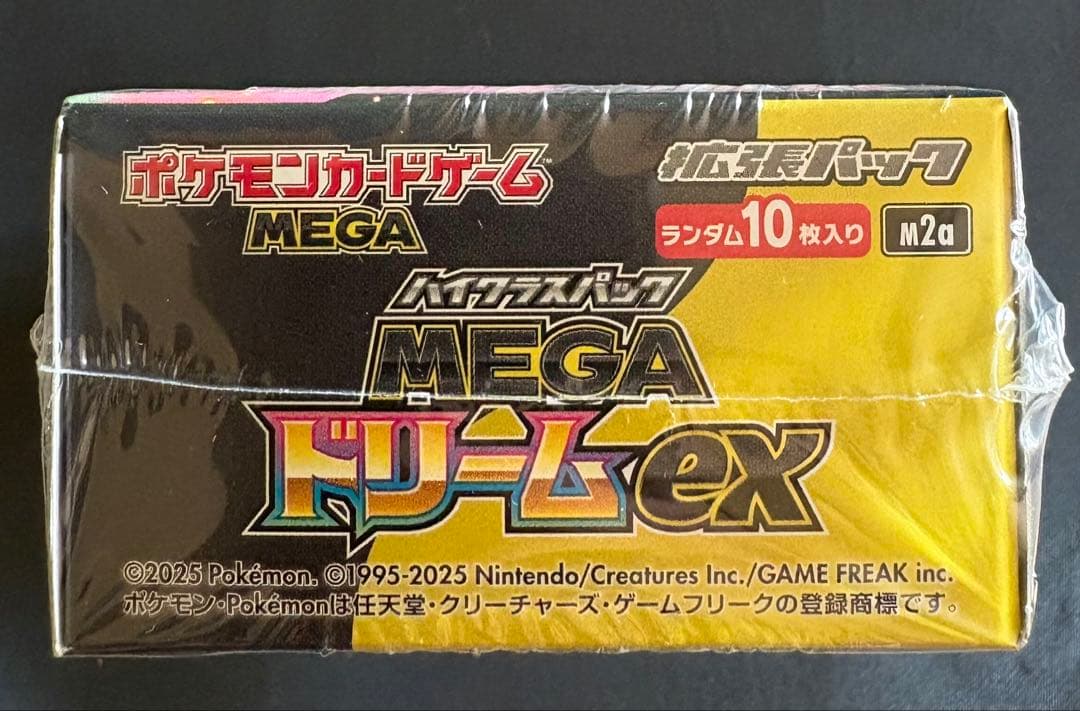 ポケモンカードゲーム™
MEGA
拡張パック
ランダム10枚入り M2a
ハイクラスパック
MEGA
ドリームex
©2025 Pokémon. ©1995-2025 Nintendo/Creatures Inc./GAME FREAK inc.
ポケモン・Pokémonは任天堂・クリーチャーズ・ゲームフリークの登録商標です。